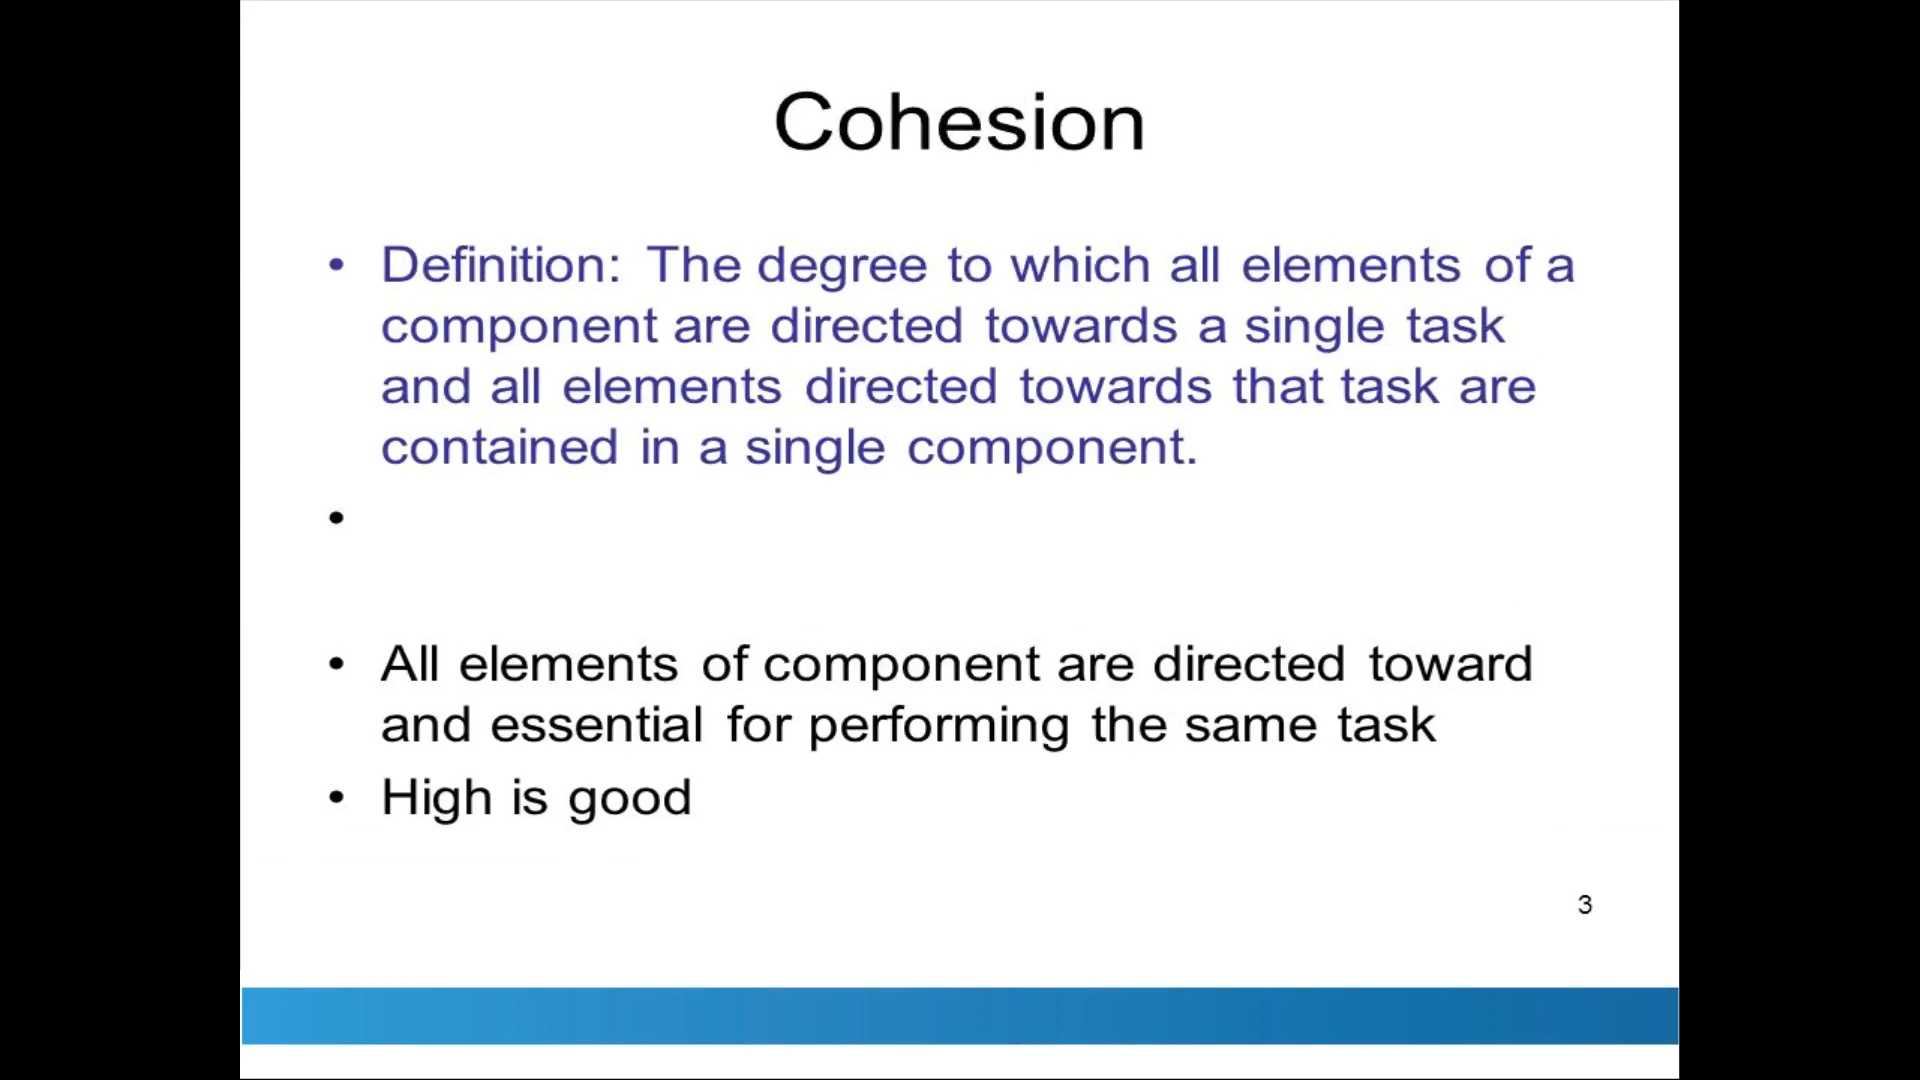 Cohesion
• Definition: The degree to which all elements of a
component are directed towards a single task
and all elements directed towards that task are
contained in a single component.
•
• All elements of component are directed toward
and essential for performing the same task
• High is good
3